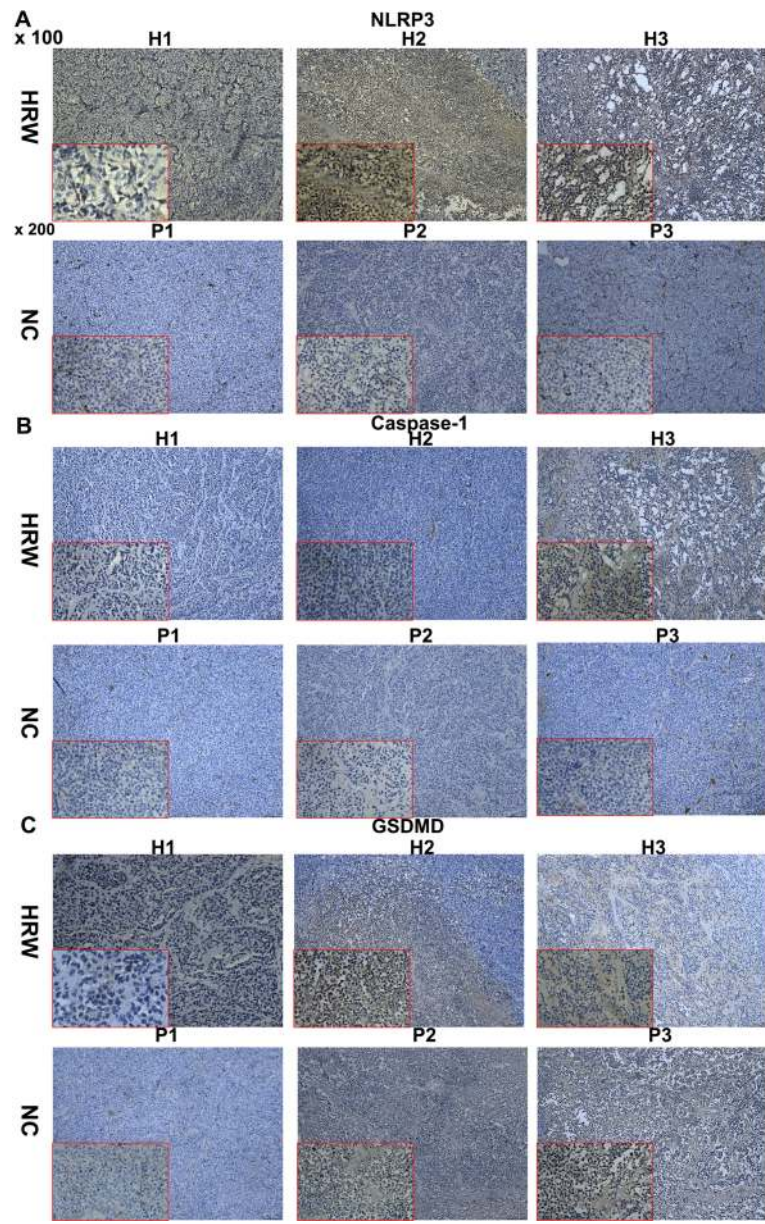 A
NLRP3
x 100
H1 H2 H3
HRW
x 200
P1 P2 P3
NC
B
Caspase-1
H1 H2 H3
HRW
P1 P2 P3
NC
C
GSDMD
H1 H2 H3
HRW
P1 P2 P3
NC